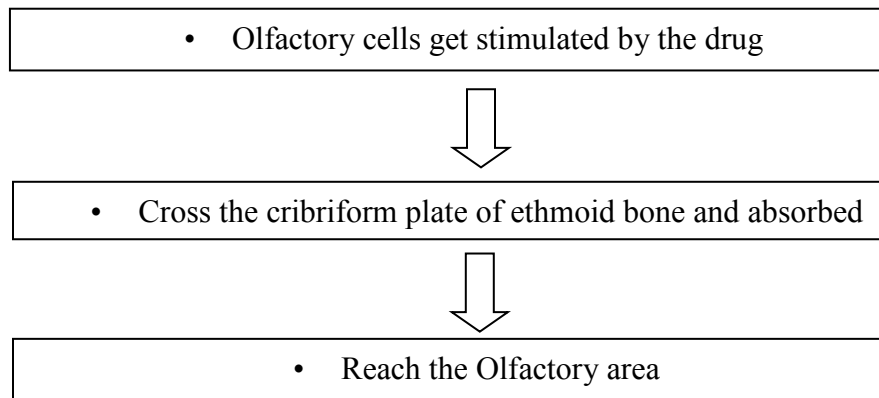 • Olfactory cells get stimulated by the drug
• Cross the cribriform plate of ethmoid bone and absorbed
• Reach the Olfactory area